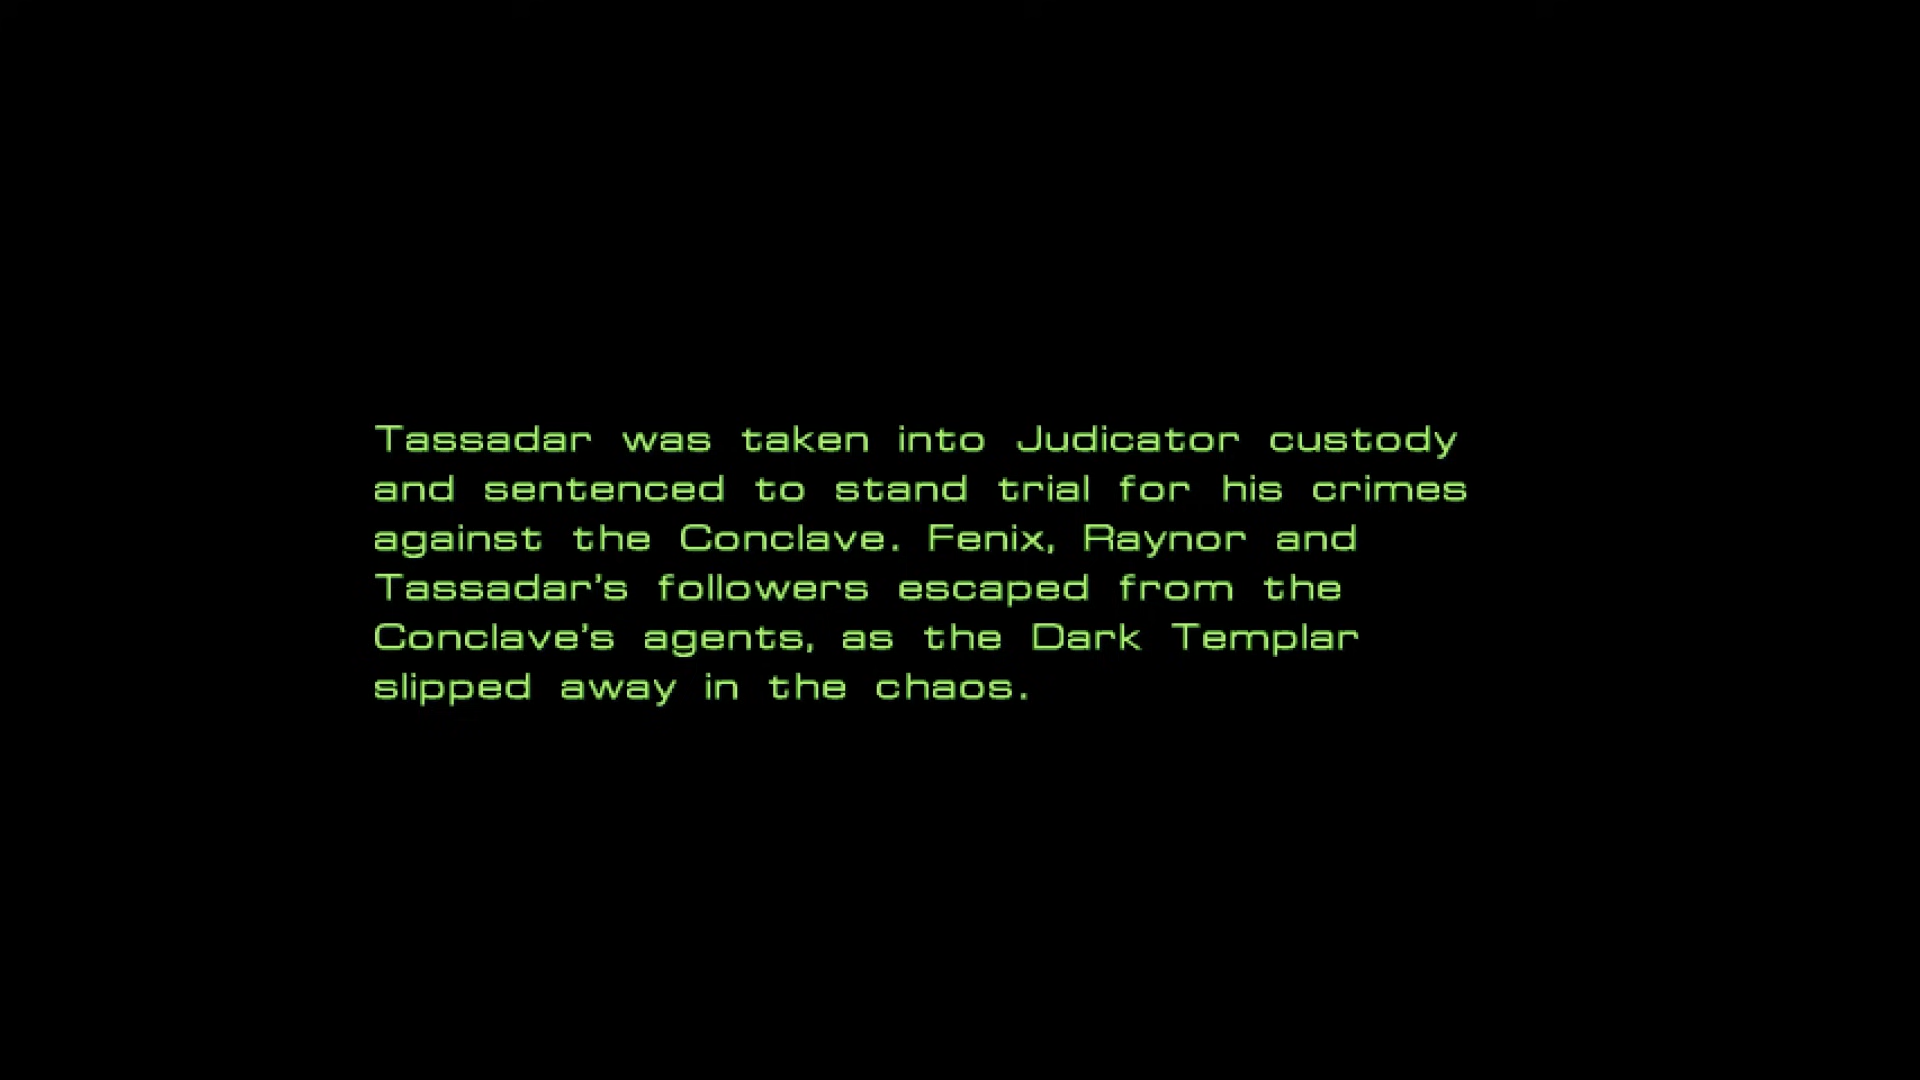 Tassadar was taken into Judicator custody
and sentenced to stand trial for his crimes
against the Conclave. Fenix, Raynor and
Tassadar's followers escaped from the
Conclave's agents, as the Dark Templar
slipped away in the chaos.